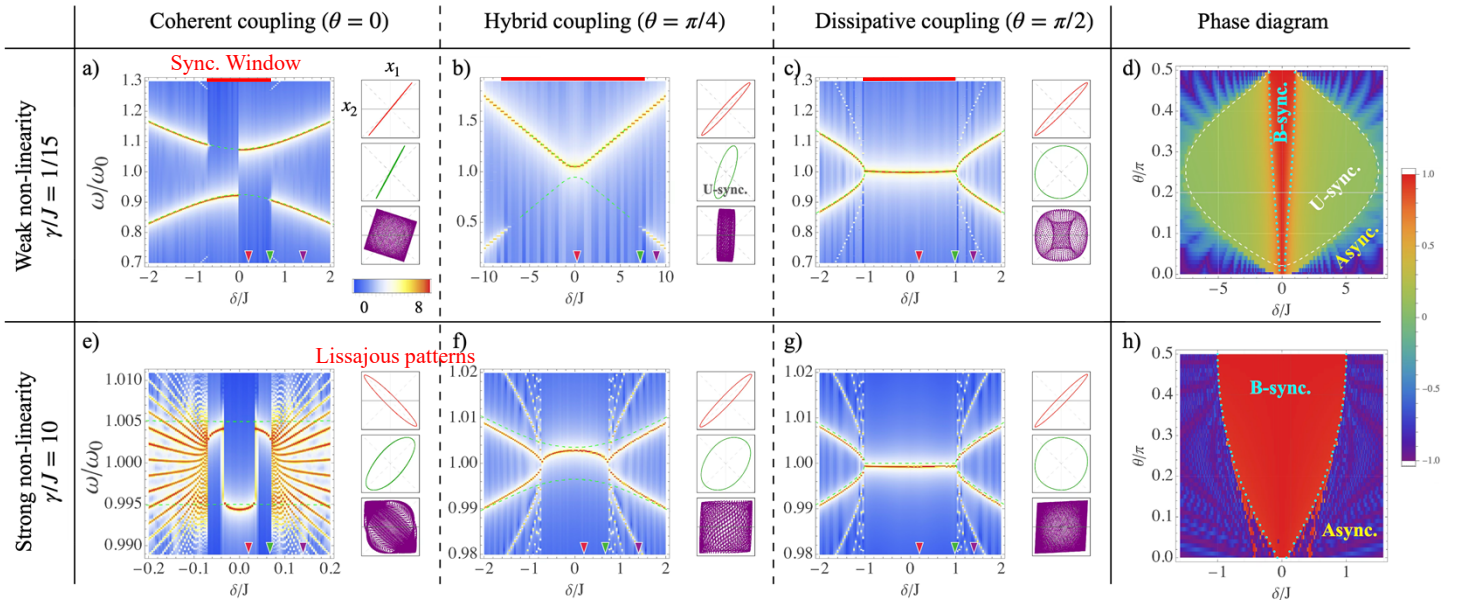 Coherent coupling (θ = 0)
Hybrid coupling (θ = π/4)
Dissipative coupling (θ = π/2)
Phase diagram
Weak non-linearity
γ/J = 1/15
a)
Sync. Window
x₁
x₂
1.3
1.2
1.1
1.0
0.9
0.8
0.7
ω/ω₀
−2 −1 0 1 2
δ/J
0 8
b)
1.5
1.0
0.5
−10 −5 0 5 10
δ/J
U-sync.
c)
1.3
1.2
1.1
1.0
0.9
0.8
0.7
−2 −1 0 1 2
δ/J
d)
0.5
0.4
0.3
0.2
0.1
0.0
θ/π
B-sync.
U-sync.
Async.
−5 0 5
δ/J
1.0
0.5
0
−0.5
−1.0
Strong non-linearity
γ/J = 10
e)
Lissajous patterns
1.010
1.005
1.000
0.995
0.990
ω/ω₀
−0.2 −0.1 0.0 0.1 0.2
δ/J
f)
1.02
1.01
1.00
0.99
0.98
−2 −1 0 1 2
δ/J
g)
1.02
1.01
1.00
0.99
0.98
−2 −1 0 1 2
δ/J
h)
0.5
0.4
0.3
0.2
0.1
0.0
θ/π
B-sync.
Async.
−1 0 1
δ/J